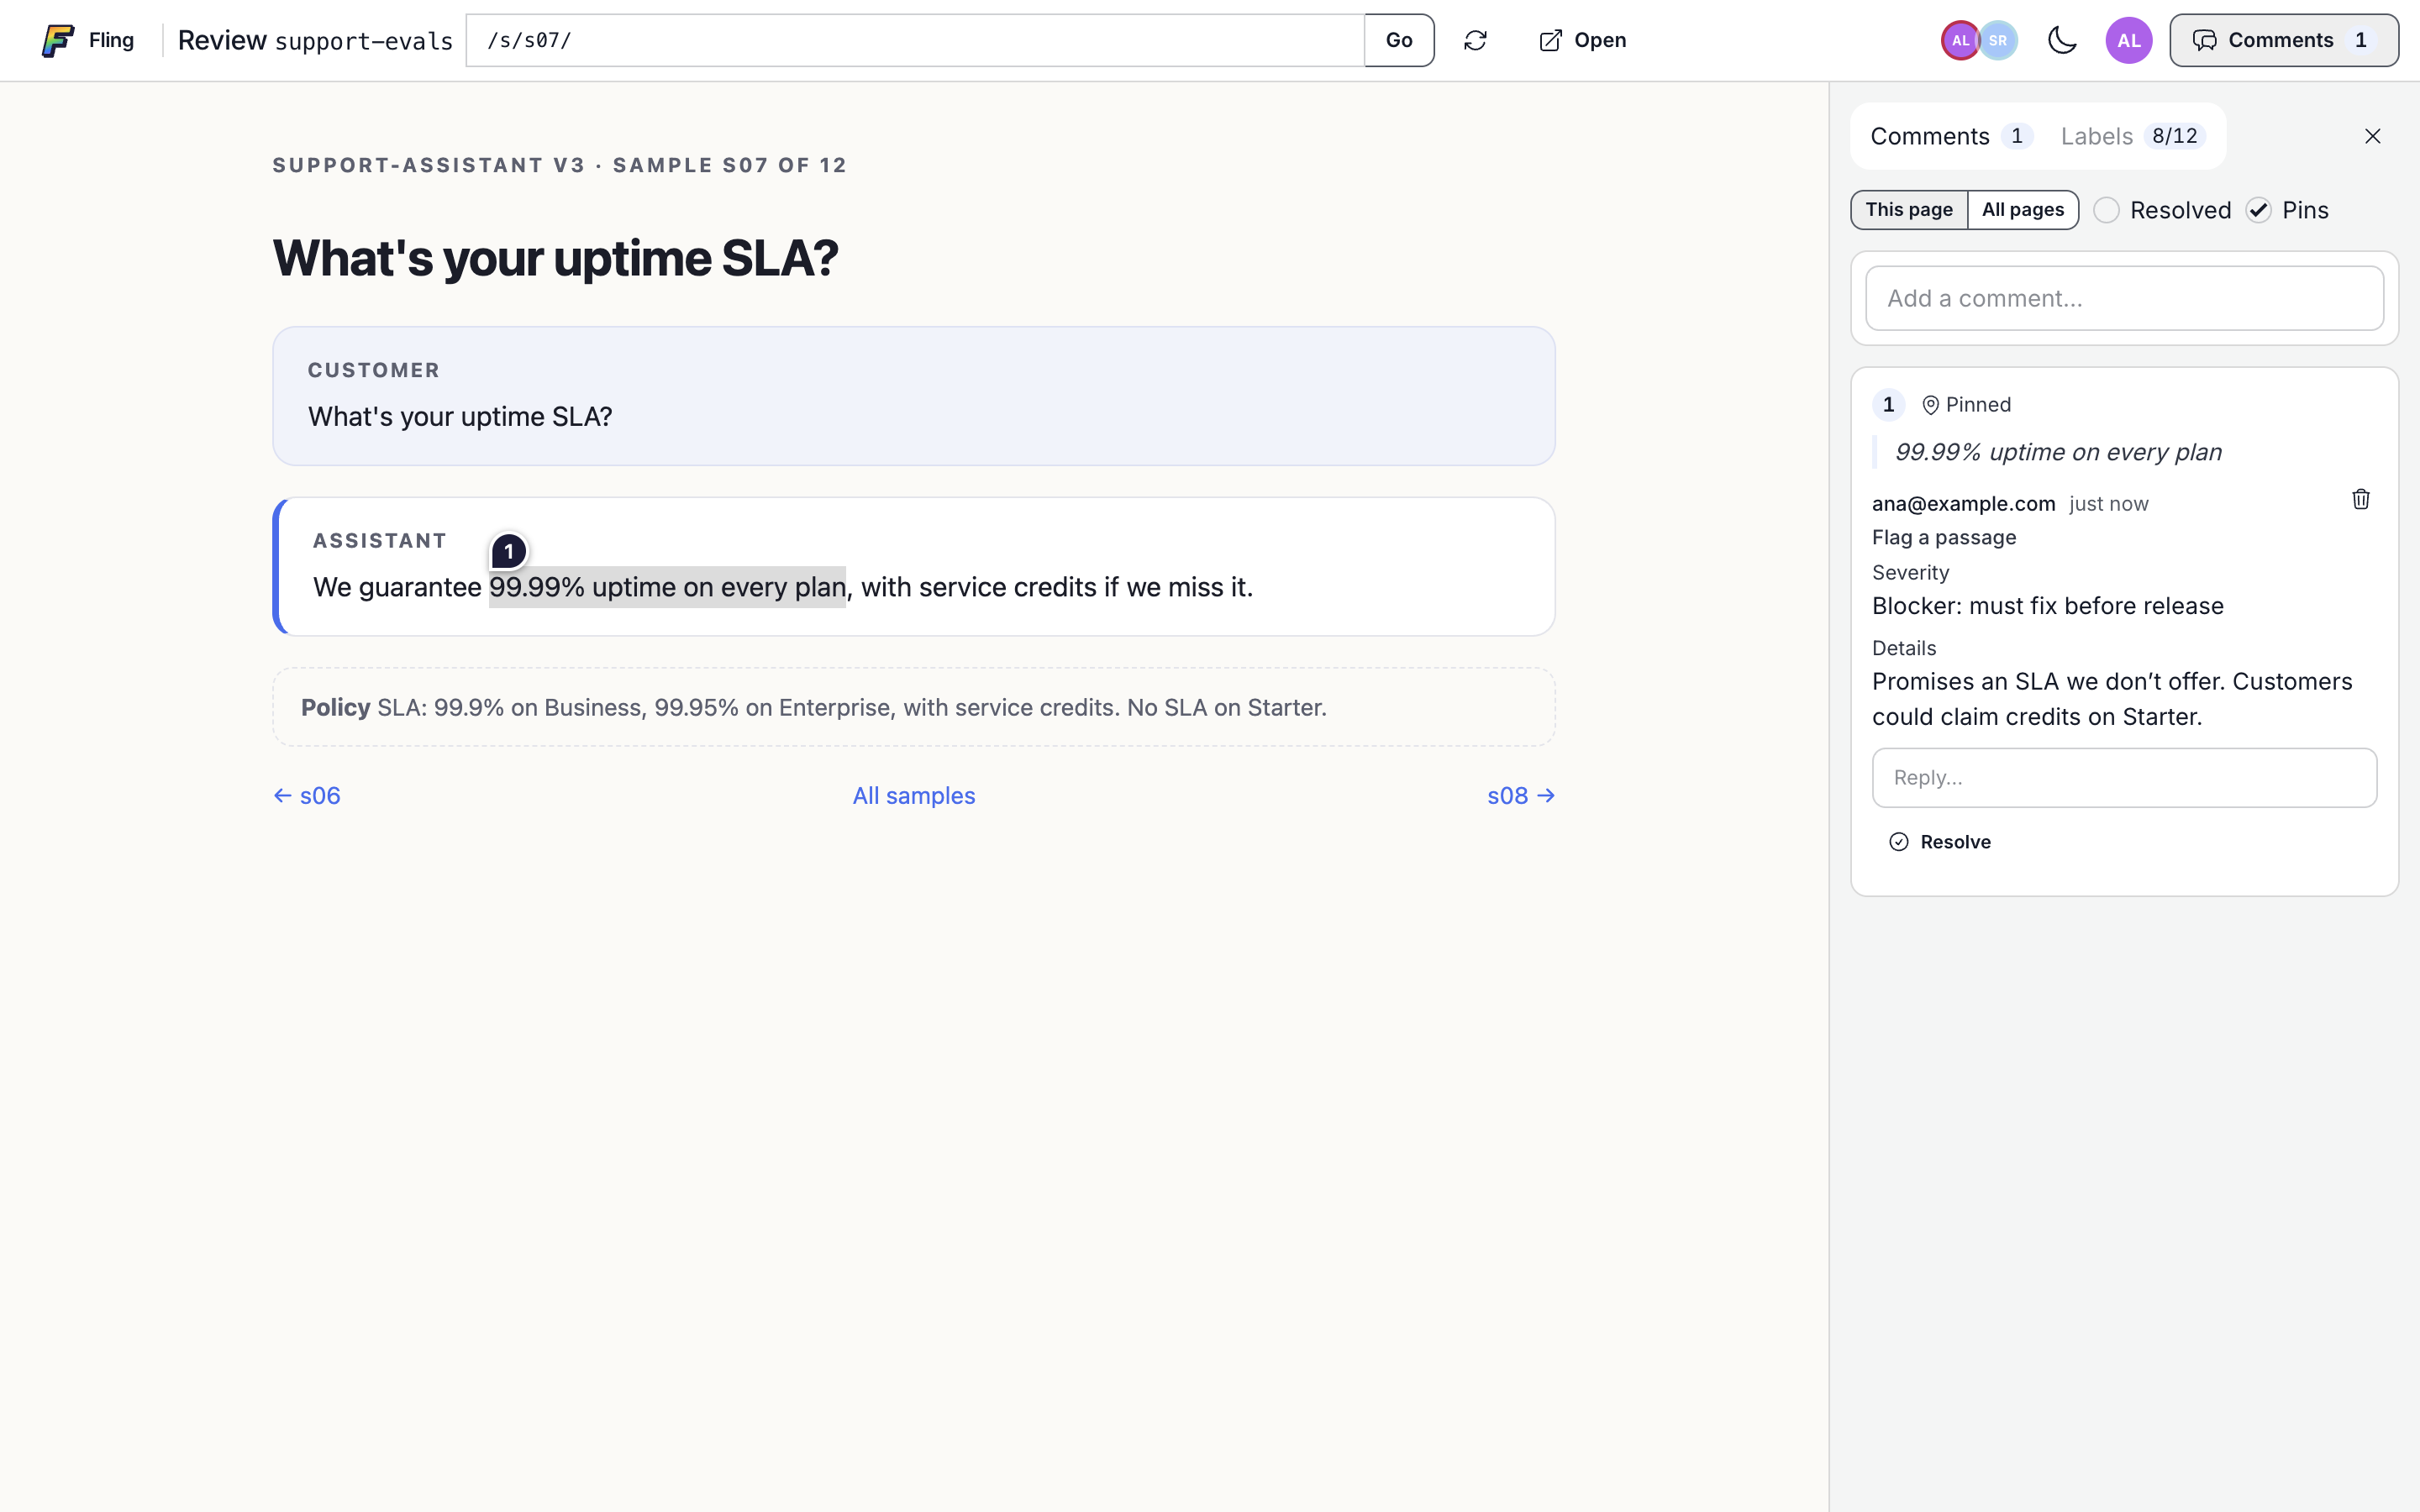 Fling
Review support-evals
/s/s07/
Go
Open
AL
SR
AL
Comments 1
SUPPORT-ASSISTANT V3 · SAMPLE S07 OF 12
What's your uptime SLA?
CUSTOMER
What's your uptime SLA?
ASSISTANT
1
We guarantee 99.99% uptime on every plan, with service credits if we miss it.
Policy SLA: 99.9% on Business, 99.95% on Enterprise, with service credits. No SLA on Starter.
← s06
All samples
s08 →
Comments 1
Labels 8/12
This page
All pages
Resolved
Pins
Add a comment...
1
Pinned
99.99% uptime on every plan
ana@example.com just now
Flag a passage
Severity
Blocker: must fix before release
Details
Promises an SLA we don’t offer. Customers
could claim credits on Starter.
Reply...
Resolve